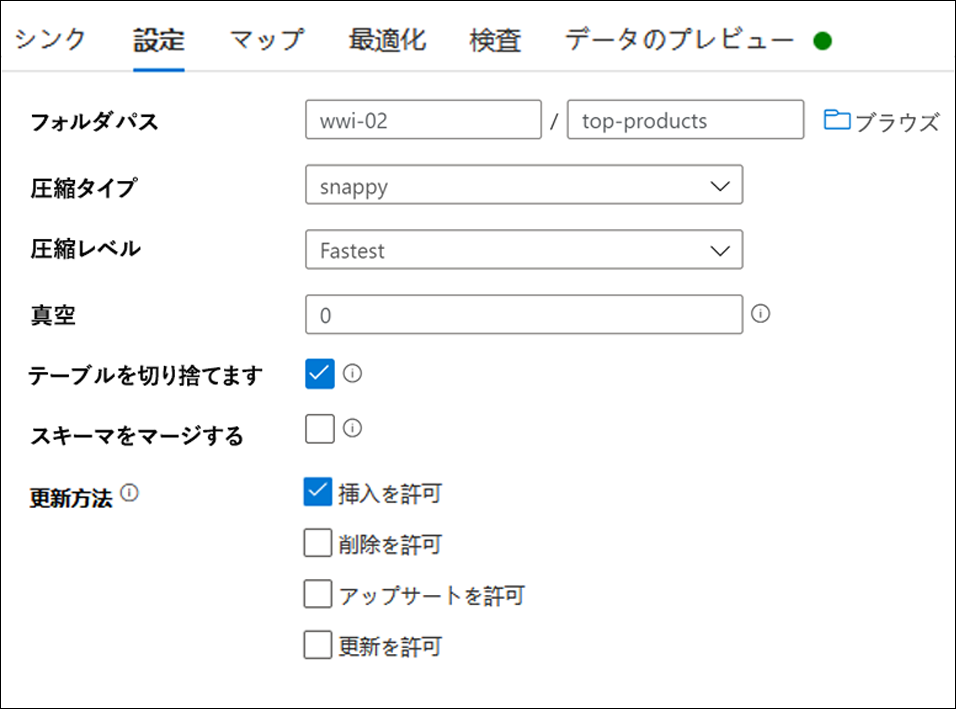 シンク 設定 マップ 最適化 検査 データのプレビュー
フォルダパス wwi-02 / top-products ブラウズ
圧縮タイプ snappy
圧縮レベル Fastest
真空 0
テーブルを切り捨てます
スキーマをマージする
更新方法 挿入を許可
削除を許可
アップサートを許可
更新を許可